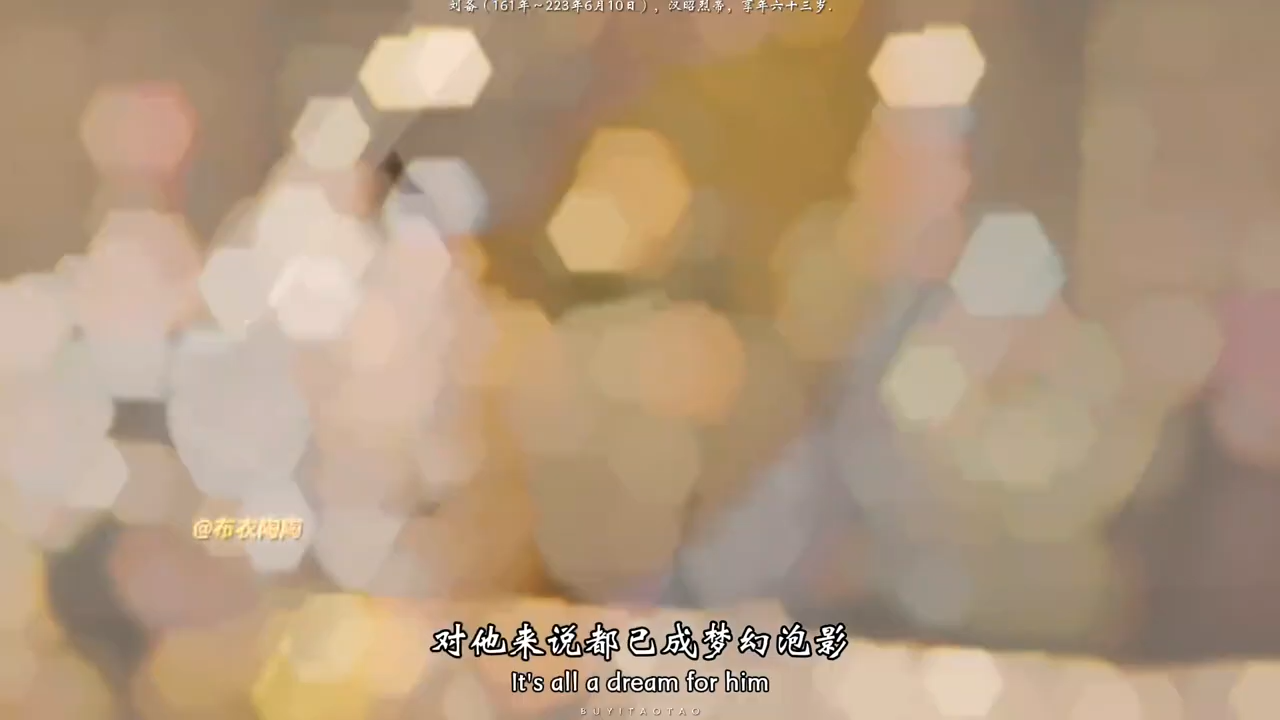 刘备（161年~223年6月10日），汉昭烈帝，享年六十三岁.
@布衣陶陶
对他来说都已成梦幻泡影
It's all a dream for him
BUYITAOTAO